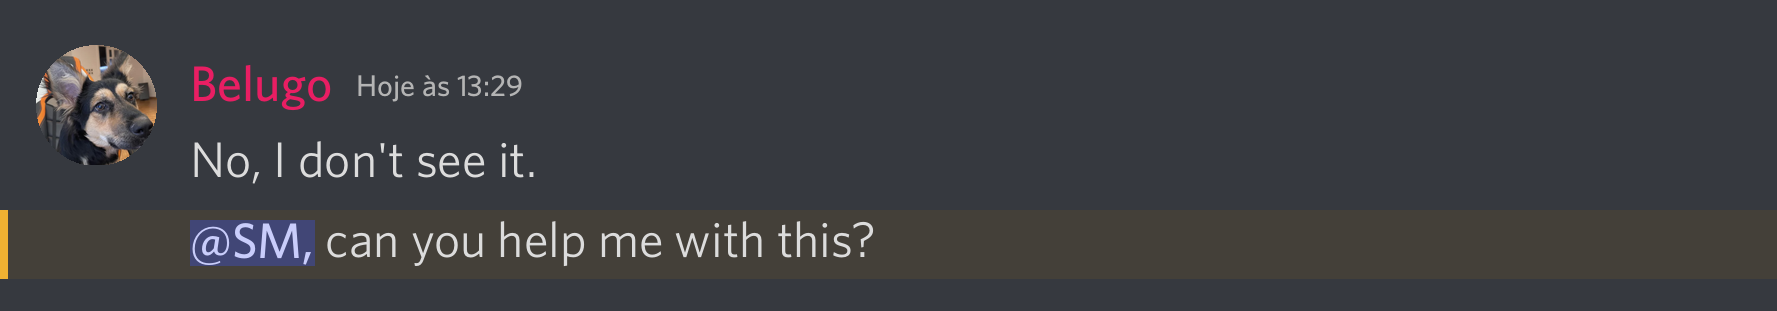 Belugo Hoje às 13:29
No, I don't see it.
@SM, can you help me with this?